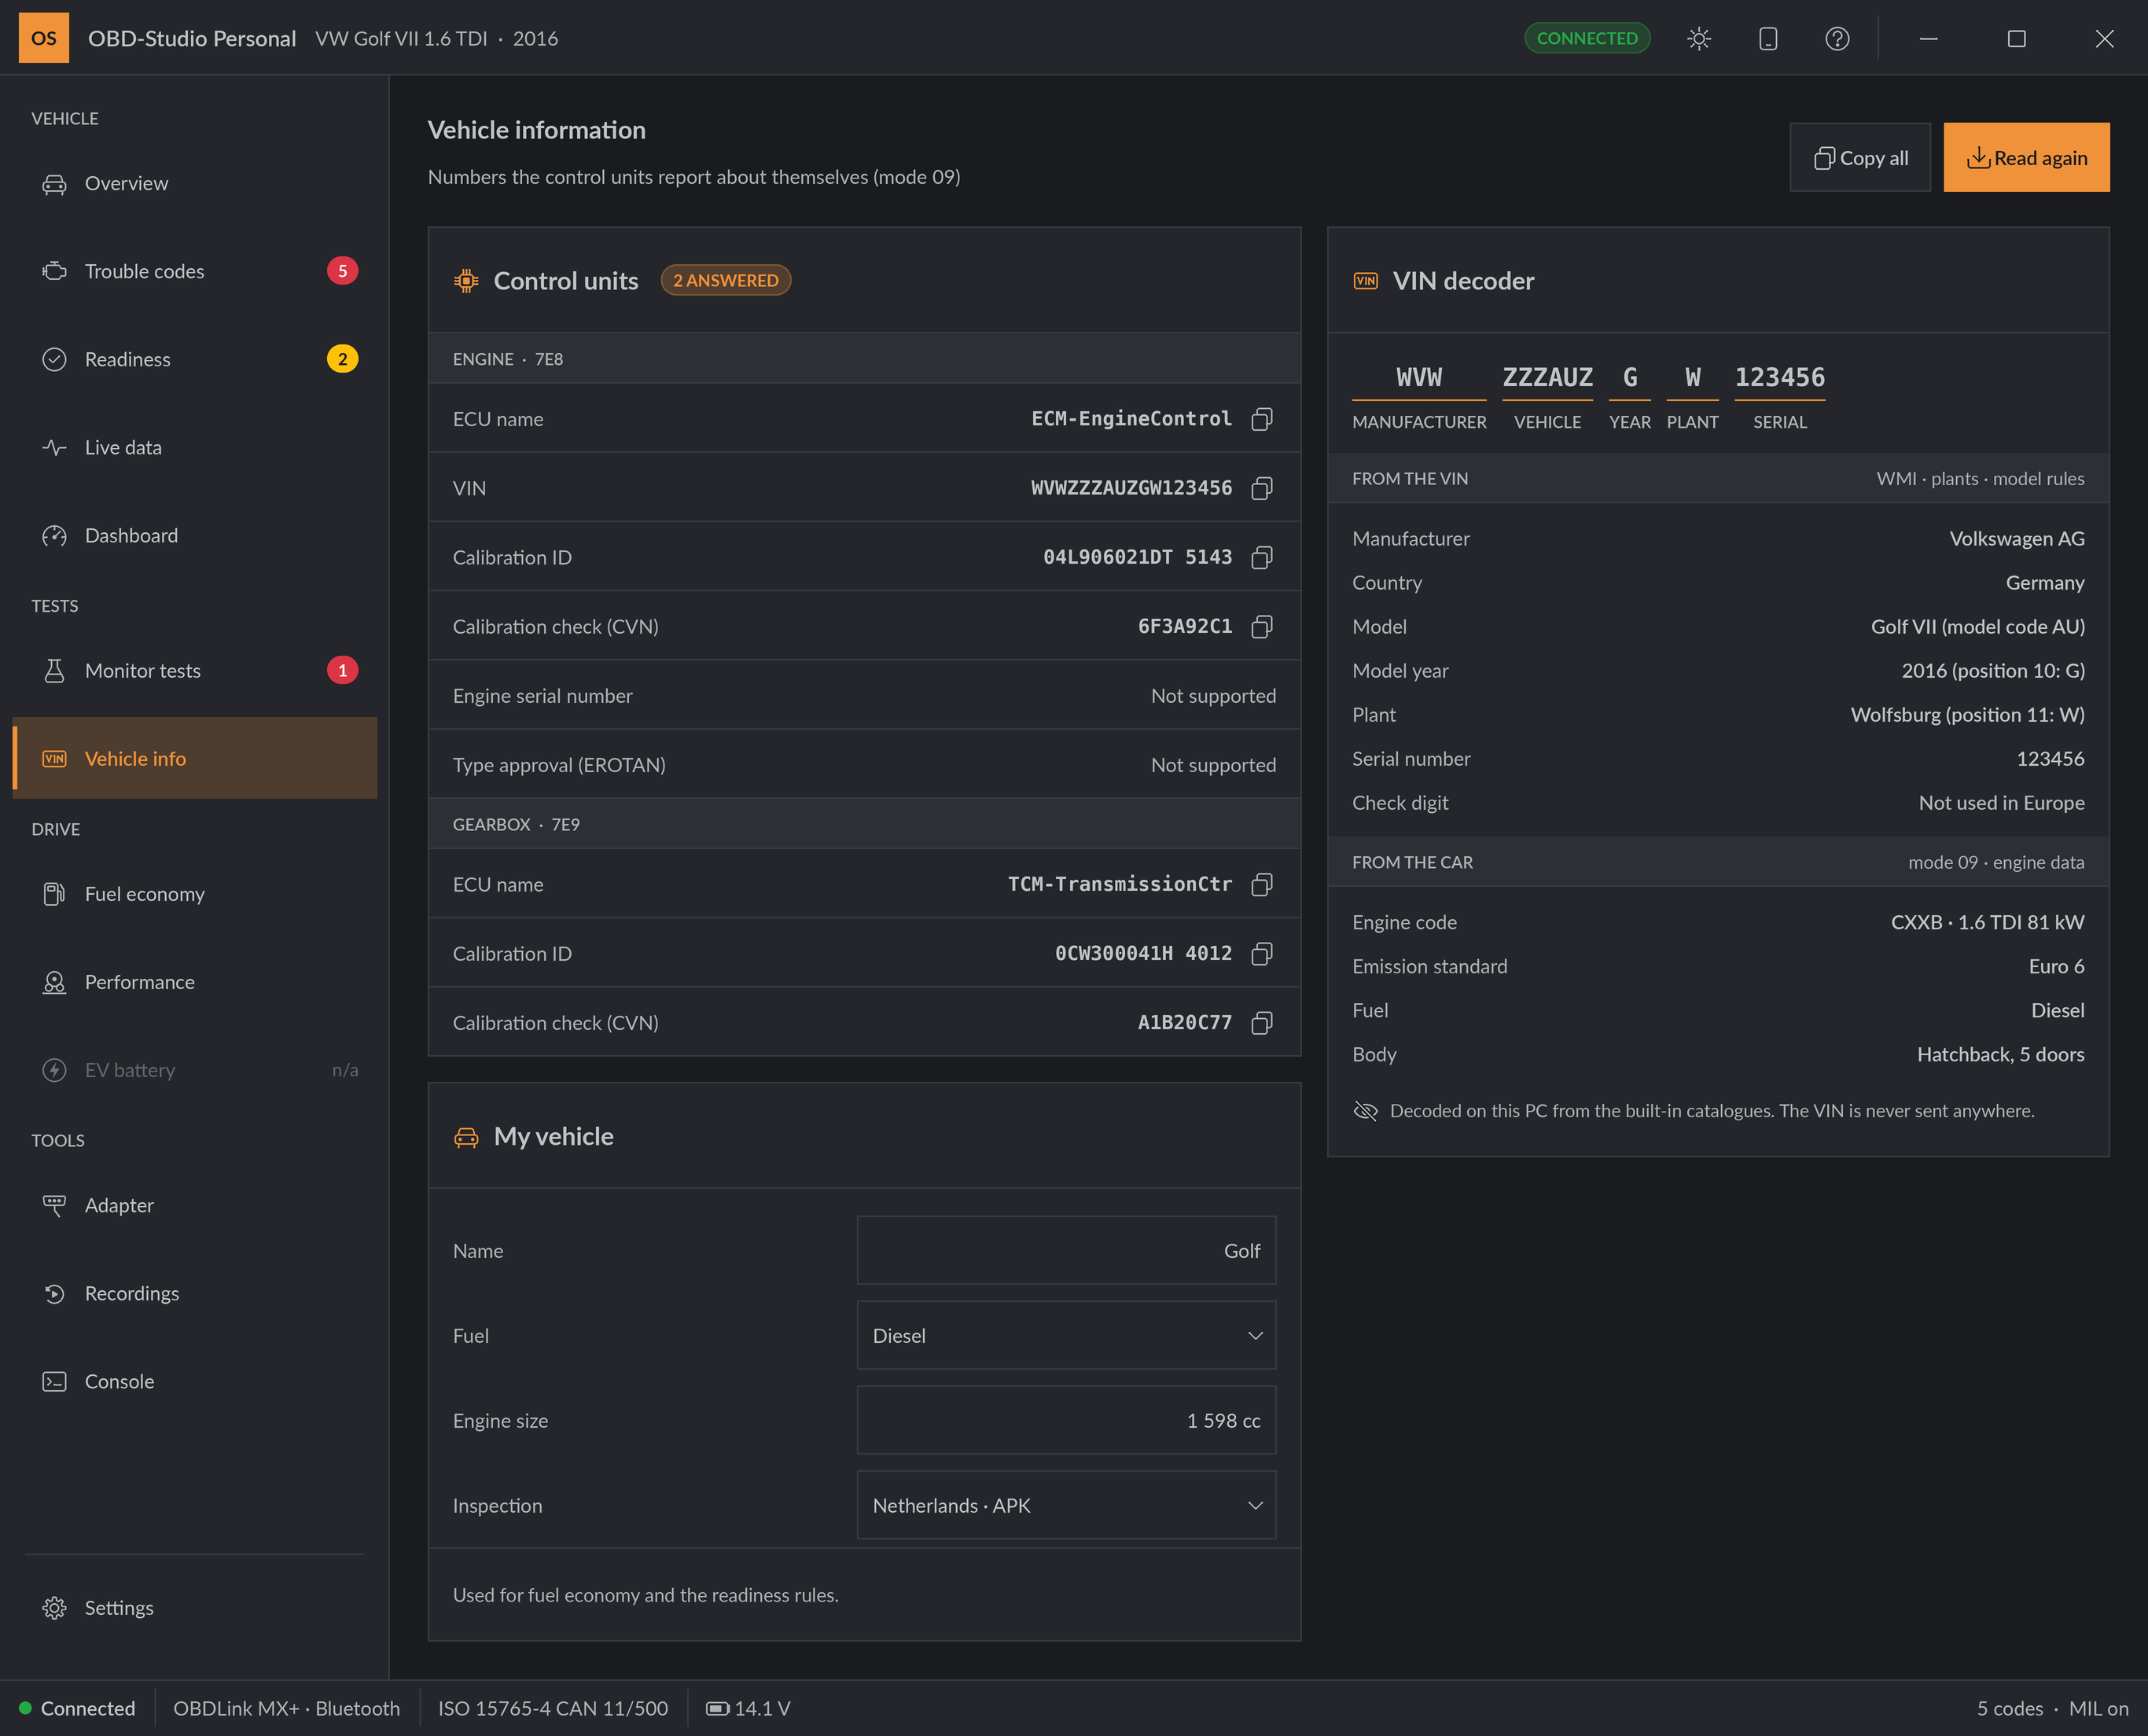 OS OBD-Studio Personal VW Golf VII 1.6 TDI · 2016 CONNECTED
VEHICLE
Overview
Trouble codes 5
Readiness 2
Live data
Dashboard
TESTS
Monitor tests 1
VIN Vehicle info
DRIVE
Fuel economy
Performance
EV battery n/a
TOOLS
Adapter
Recordings
Console
Settings
Vehicle information
Numbers the control units report about themselves (mode 09)
Copy all
Read again
Control units 2 ANSWERED
ENGINE · 7E8
ECU name ECM-EngineControl
VIN WVWZZZAUZGW123456
Calibration ID 04L906021DT 5143
Calibration check (CVN) 6F3A92C1
Engine serial number Not supported
Type approval (EROTAN) Not supported
GEARBOX · 7E9
ECU name TCM-TransmissionCtr
Calibration ID 0CW300041H 4012
Calibration check (CVN) A1B20C77
My vehicle
Name Golf
Fuel Diesel
Engine size 1 598 cc
Inspection Netherlands · APK
Used for fuel economy and the readiness rules.
VIN VIN decoder
WVW ZZZAUZ G W 123456
MANUFACTURER VEHICLE YEAR PLANT SERIAL
FROM THE VIN WMI · plants · model rules
Manufacturer Volkswagen AG
Country Germany
Model Golf VII (model code AU)
Model year 2016 (position 10: G)
Plant Wolfsburg (position 11: W)
Serial number 123456
Check digit Not used in Europe
FROM THE CAR mode 09 · engine data
Engine code CXXB · 1.6 TDI 81 kW
Emission standard Euro 6
Fuel Diesel
Body Hatchback, 5 doors
Decoded on this PC from the built-in catalogues. The VIN is never sent anywhere.
Connected OBDLink MX+ · Bluetooth ISO 15765-4 CAN 11/500 14.1 V 5 codes · MIL on